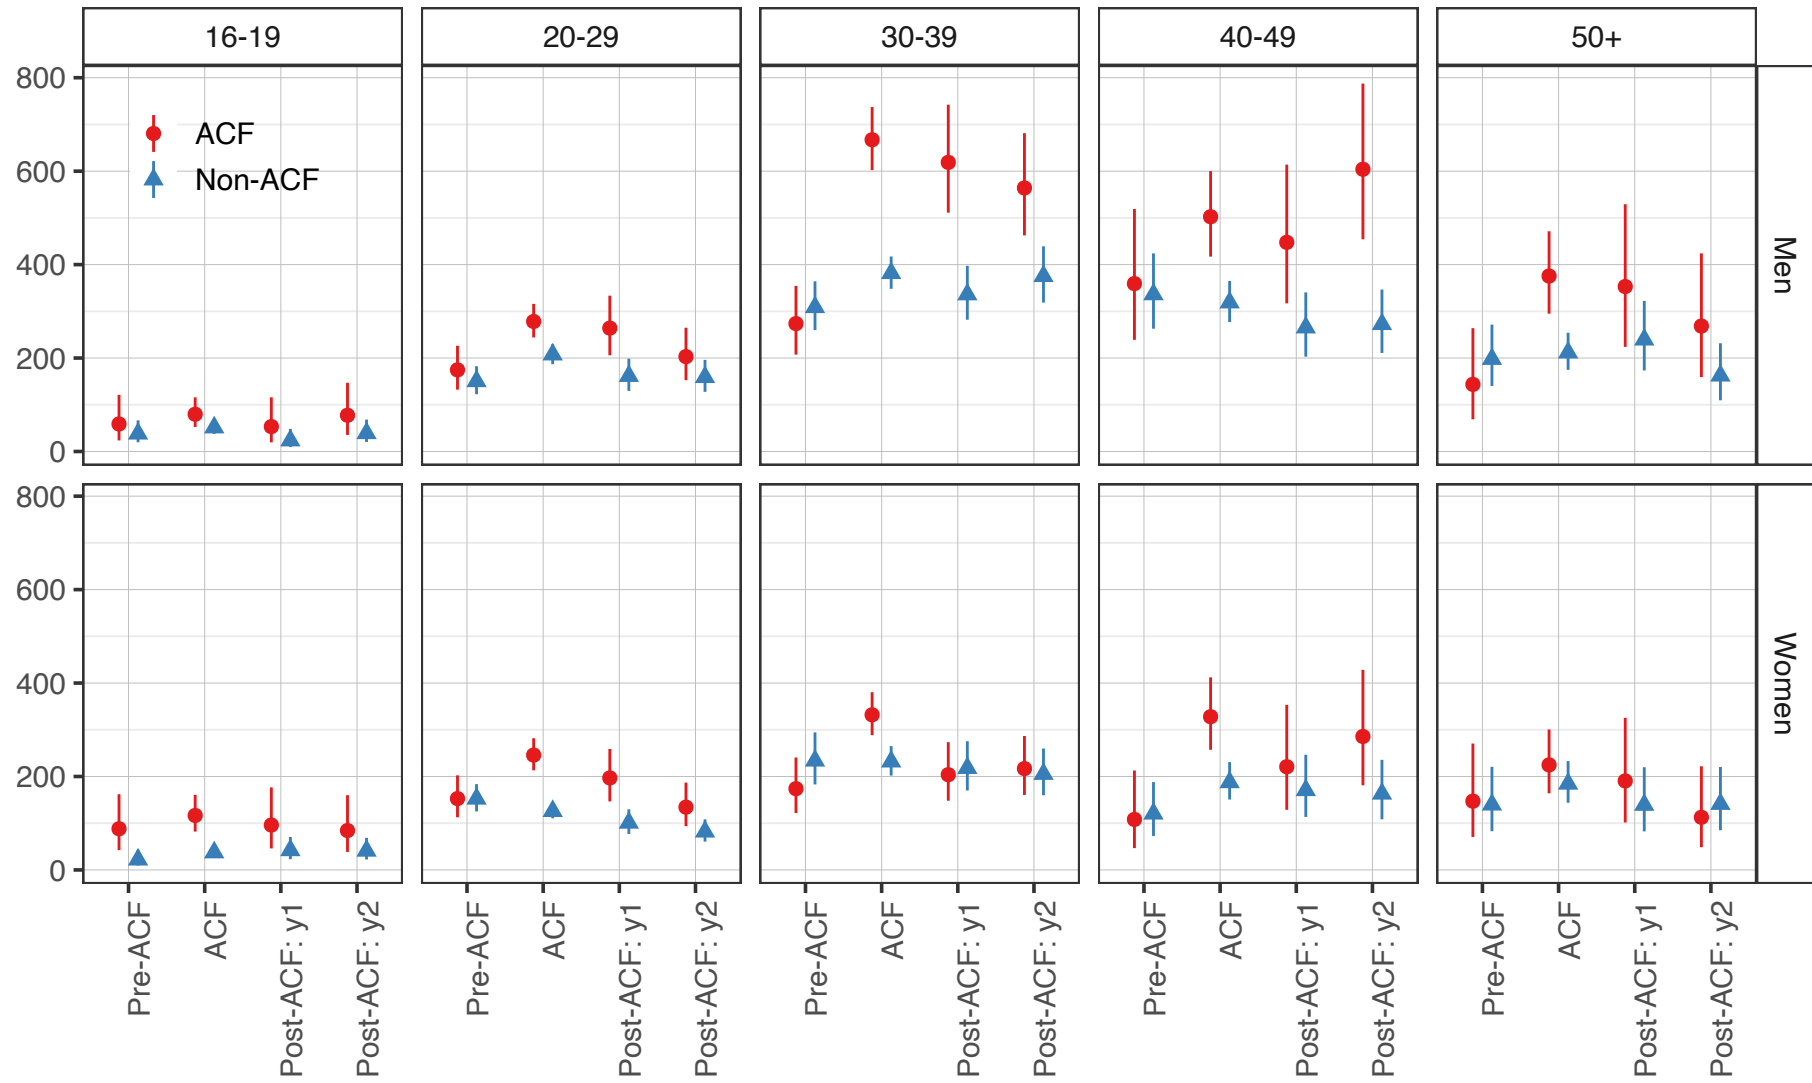 16-19 20-29 30-39 40-49 50+
800
600
400
200
0
ACF
Non-ACF
Men
800
600
400
200
0
Women
Pre-ACF ACF Post-ACF: y1 Post-ACF: y2 Pre-ACF ACF Post-ACF: y1 Post-ACF: y2 Pre-ACF ACF Post-ACF: y1 Post-ACF: y2 Pre-ACF ACF Post-ACF: y1 Post-ACF: y2 Pre-ACF ACF Post-ACF: y1 Post-ACF: y2